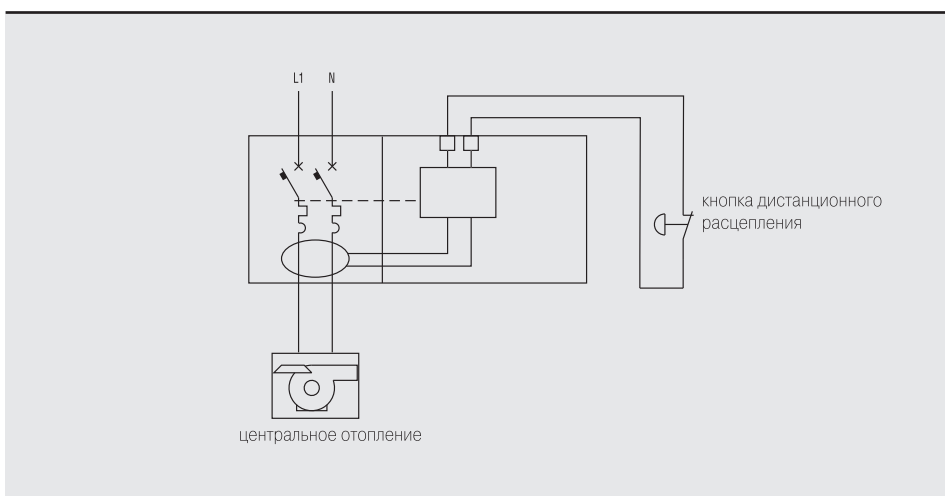 L1 N
кнопка дистанционного
расцепления
центральное отопление